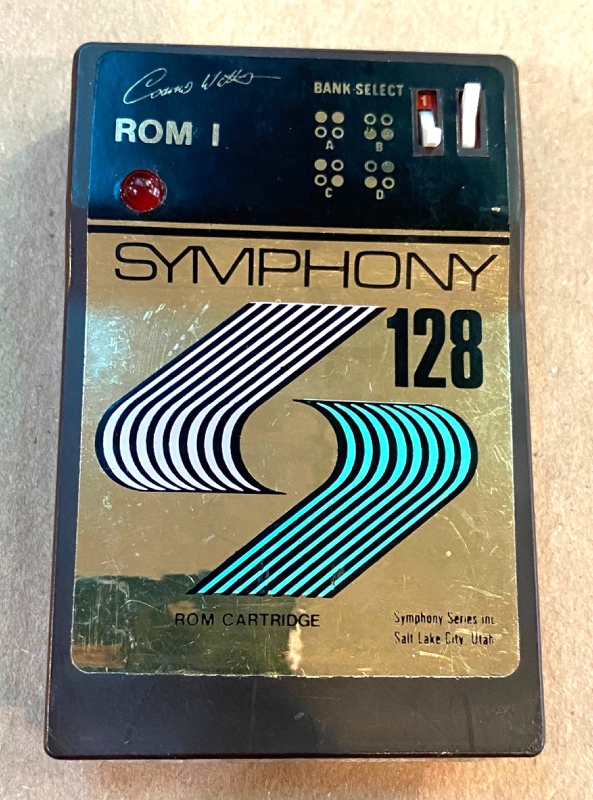 BANK-SELECT
ROM I
1
A B
C D
SYMPHONY
128
ROM CARTRIDGE
Symphony Series inc
Salt Lake City, Utah